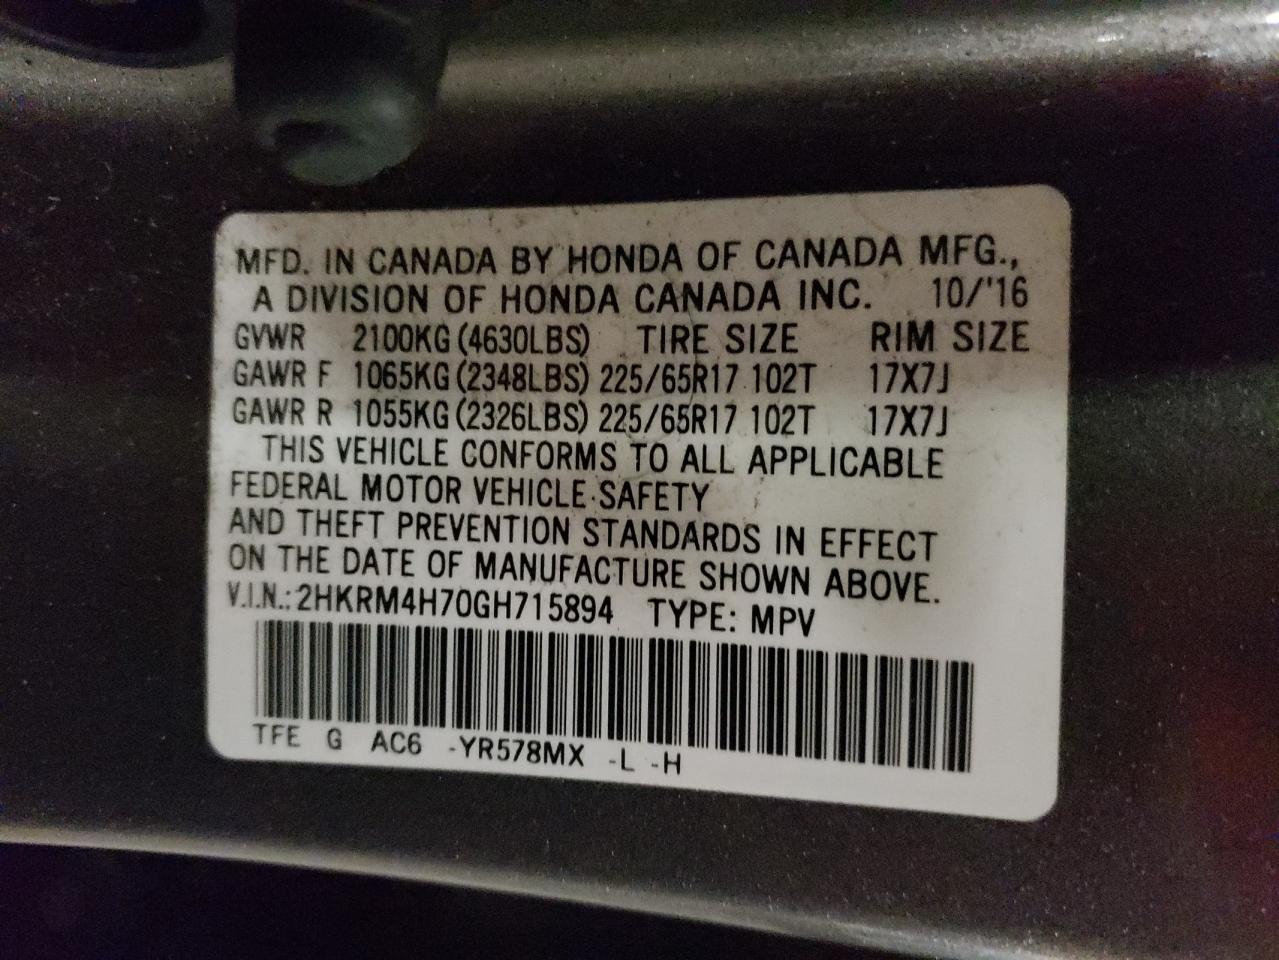 MFD. IN CANADA BY HONDA OF CANADA MFG.,
A DIVISION OF HONDA CANADA INC. 10/'16
GVWR 2100KG (4630LBS) TIRE SIZE RIM SIZE
GAWR F 1065KG (2348LBS) 225/65R17 102T 17X7J
GAWR R 1055KG (2326LBS) 225/65R17 102T 17X7J
THIS VEHICLE CONFORMS TO ALL APPLICABLE
FEDERAL MOTOR VEHICLE SAFETY
AND THEFT PREVENTION STANDARDS IN EFFECT
ON THE DATE OF MANUFACTURE SHOWN ABOVE.
V.I.N.: 2HKRM4H70GH715894 TYPE: MPV
TFE G AC6 -YR578MX -L -H